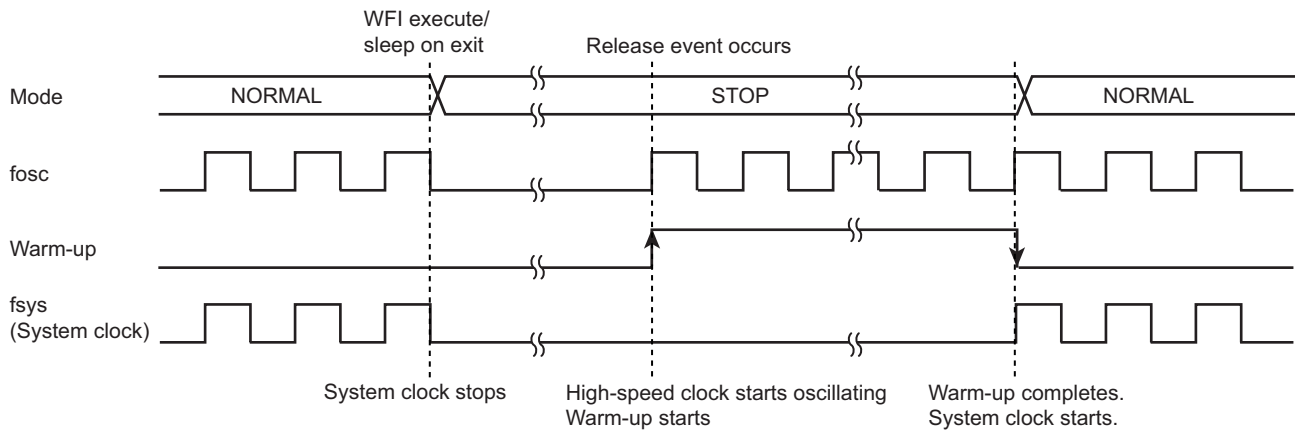 WFI execute/
sleep on exit
Release event occurs
Mode
NORMAL
STOP
NORMAL
fosc
Warm-up
fsys
(System clock)
System clock stops
High-speed clock starts oscillating
Warm-up starts
Warm-up completes.
System clock starts.